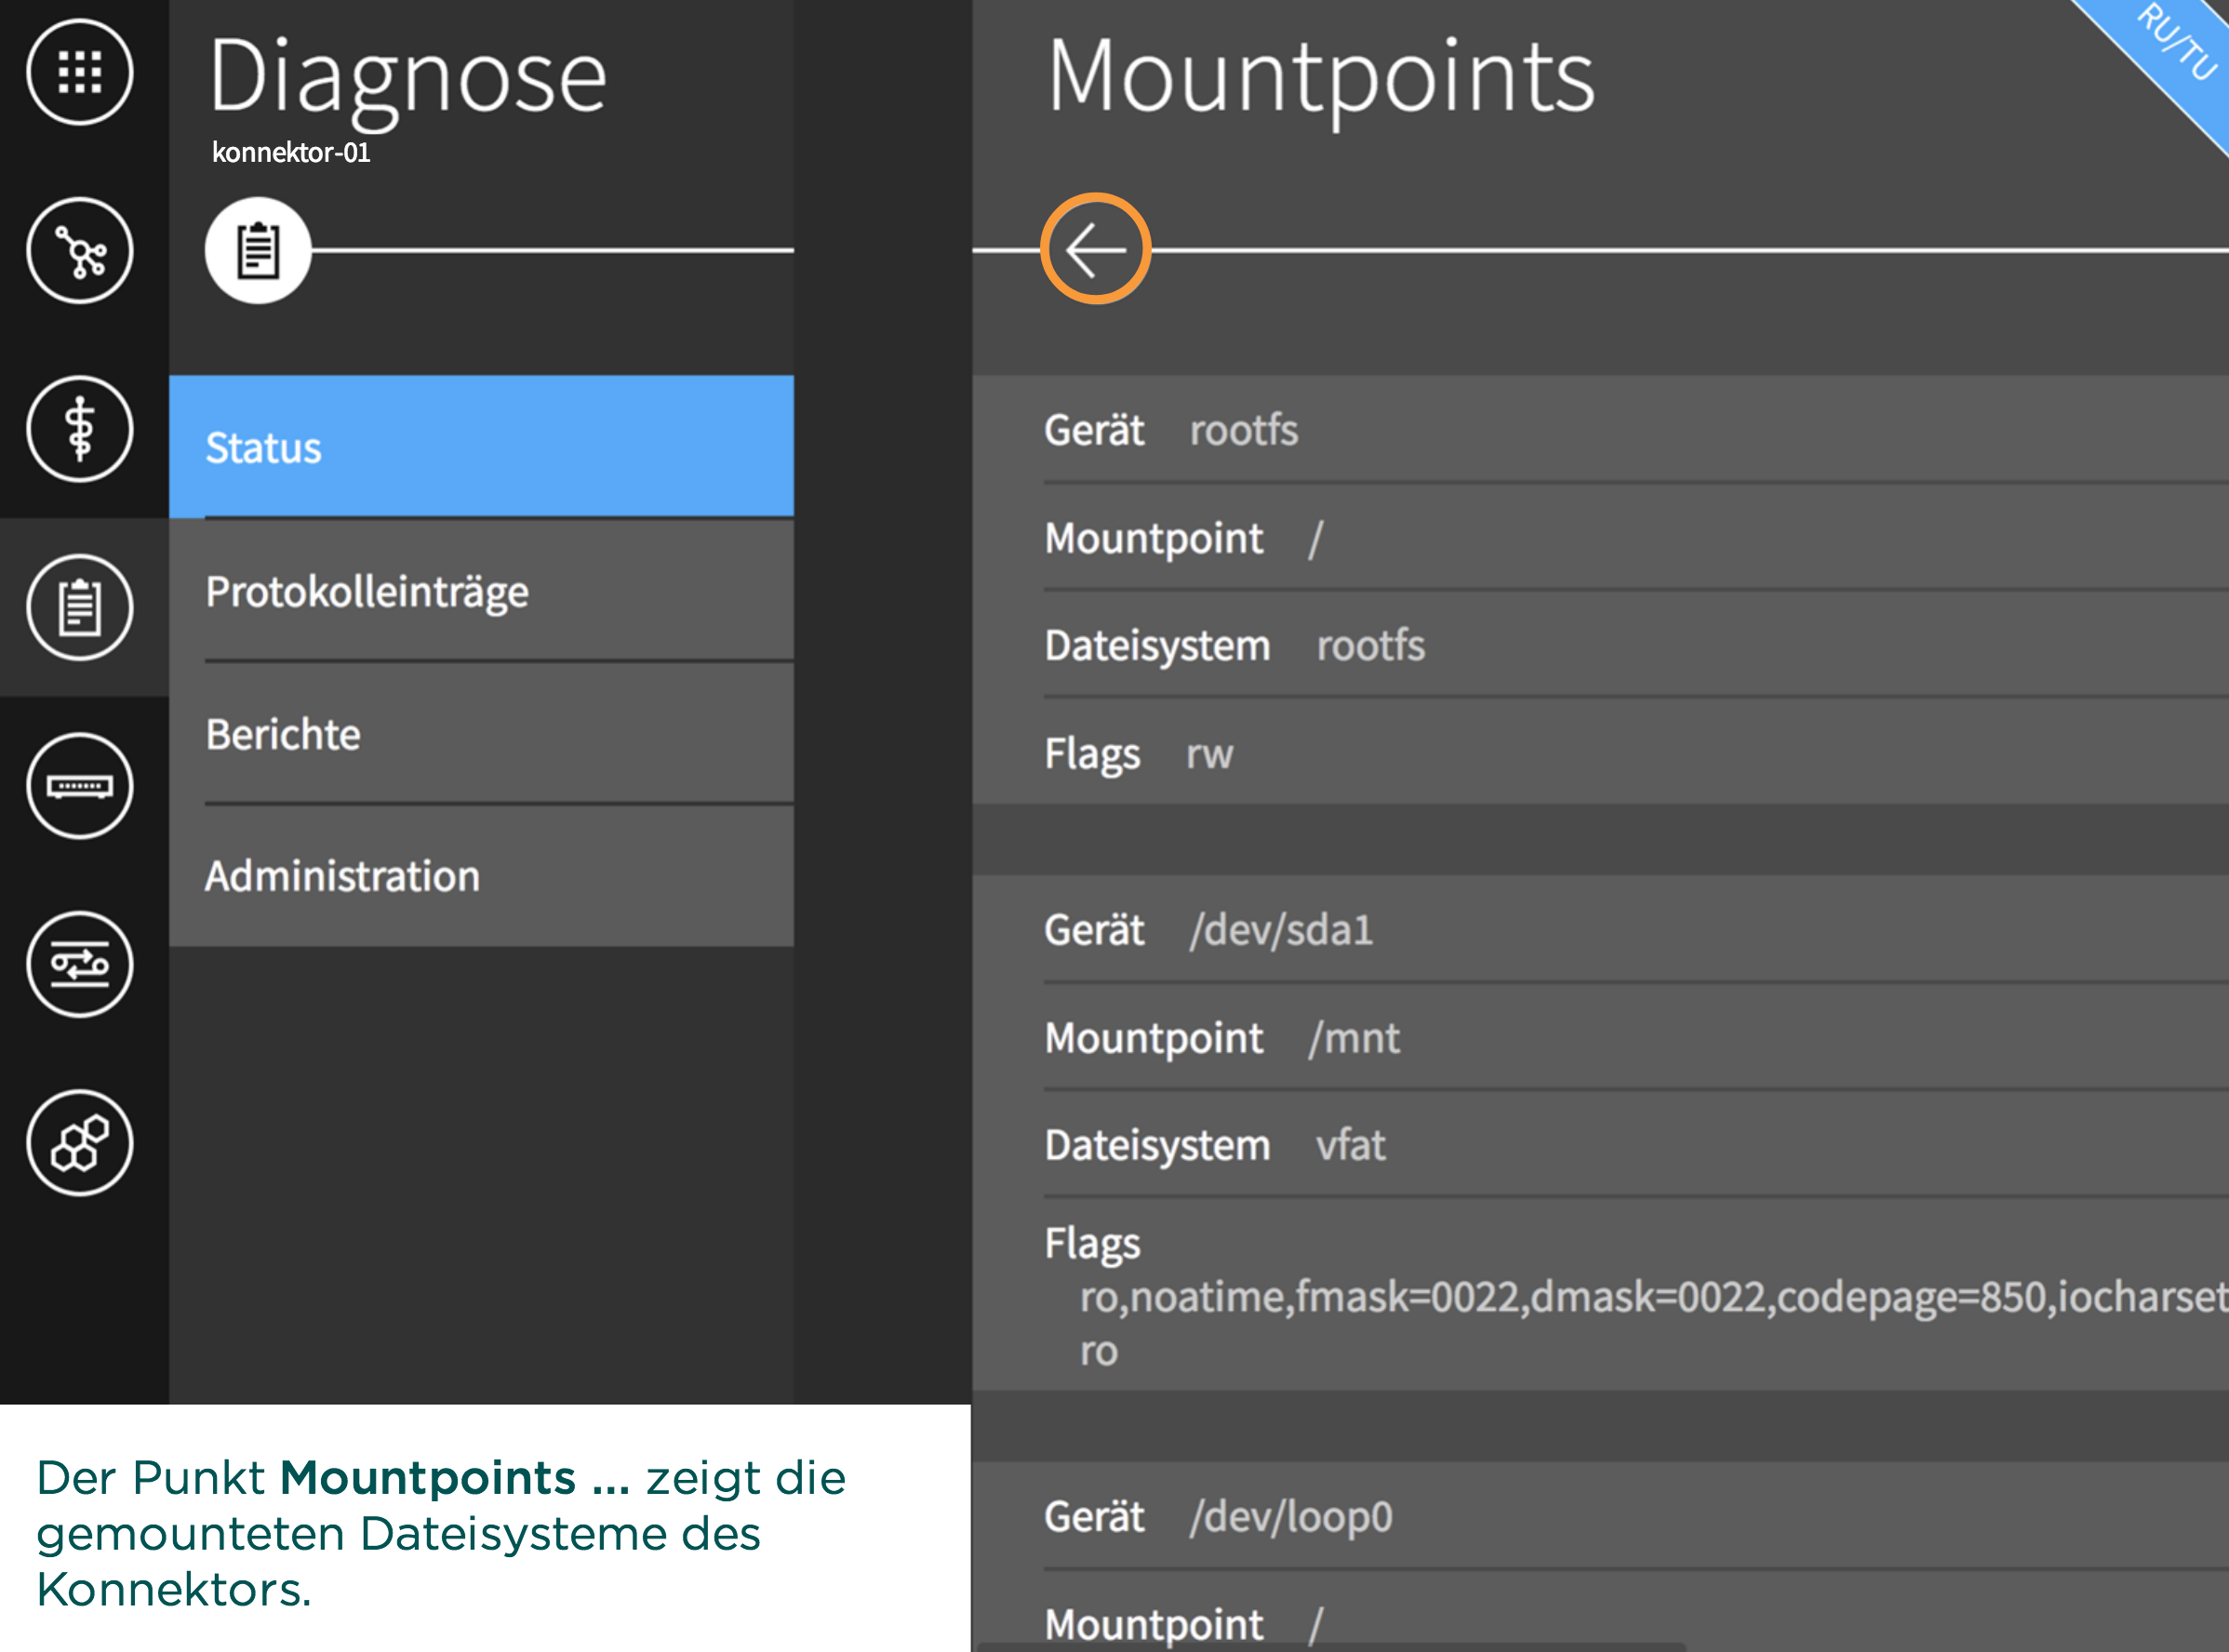 Diagnose
konnektor-01
Status
Protokolleinträge
Berichte
Administration
Mountpoints
RU/TU
Gerät rootfs
Mountpoint /
Dateisystem rootfs
Flags rw
Gerät /dev/sda1
Mountpoint /mnt
Dateisystem vfat
Flags
ro,noatime,fmask=0022,dmask=0022,codepage=850,iocharset
ro
Gerät /dev/loop0
Mountpoint /
Der Punkt Mountpoints ... zeigt die
gemounteten Dateisysteme des
Konnektors.